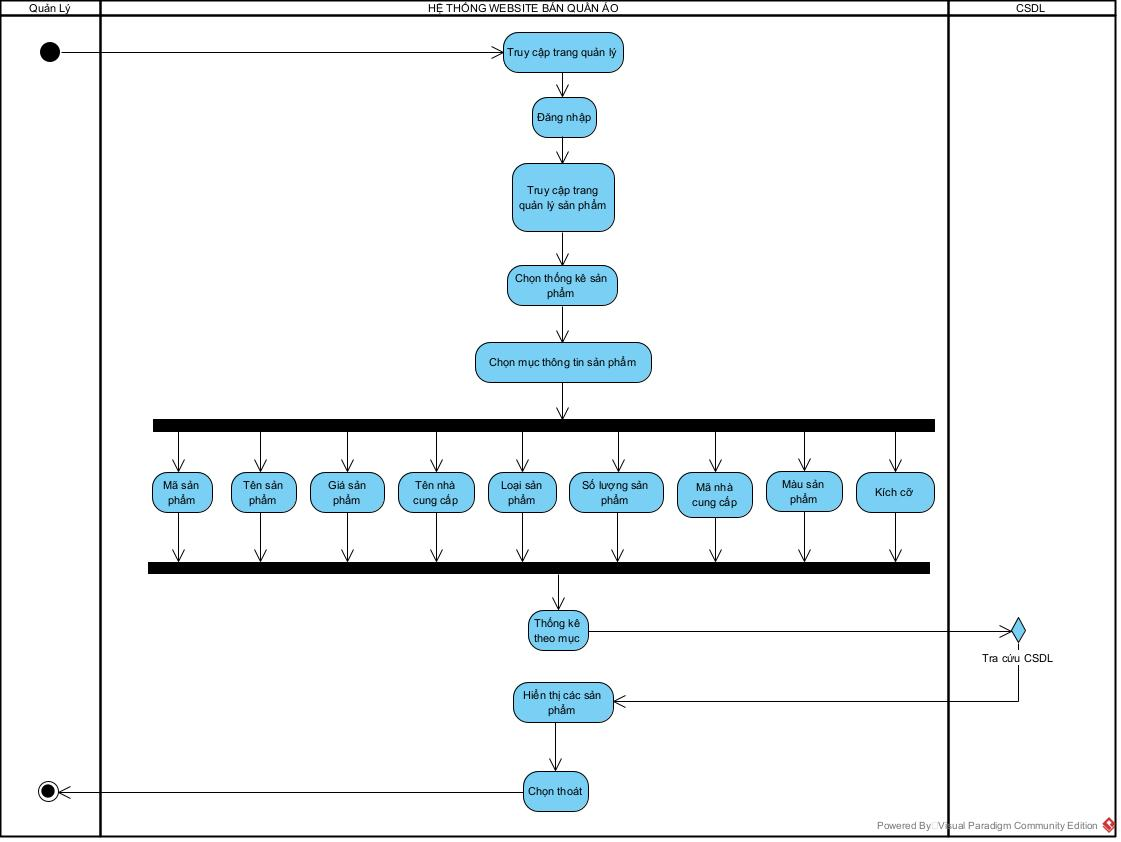 Quản Lý
HỆ THỐNG WEBSITE BÁN QUẦN ÁO
CSDL
Truy cập trang quản lý
Đăng nhập
Truy cập trang
quản lý sản phẩm
Chọn thống kê sản
phẩm
Chọn mục thông tin sản phẩm
Mã sản
phẩm
Tên sản
phẩm
Giá sản
phẩm
Tên nhà
cung cấp
Loại sản
phẩm
Số lượng sản
phẩm
Mã nhà
cung cấp
Màu sản
phẩm
Kích cỡ
Thống kê
theo mục
Tra cứu CSDL
Hiển thị các sản
phẩm
Chọn thoát
Powered By Visual Paradigm Community Edition